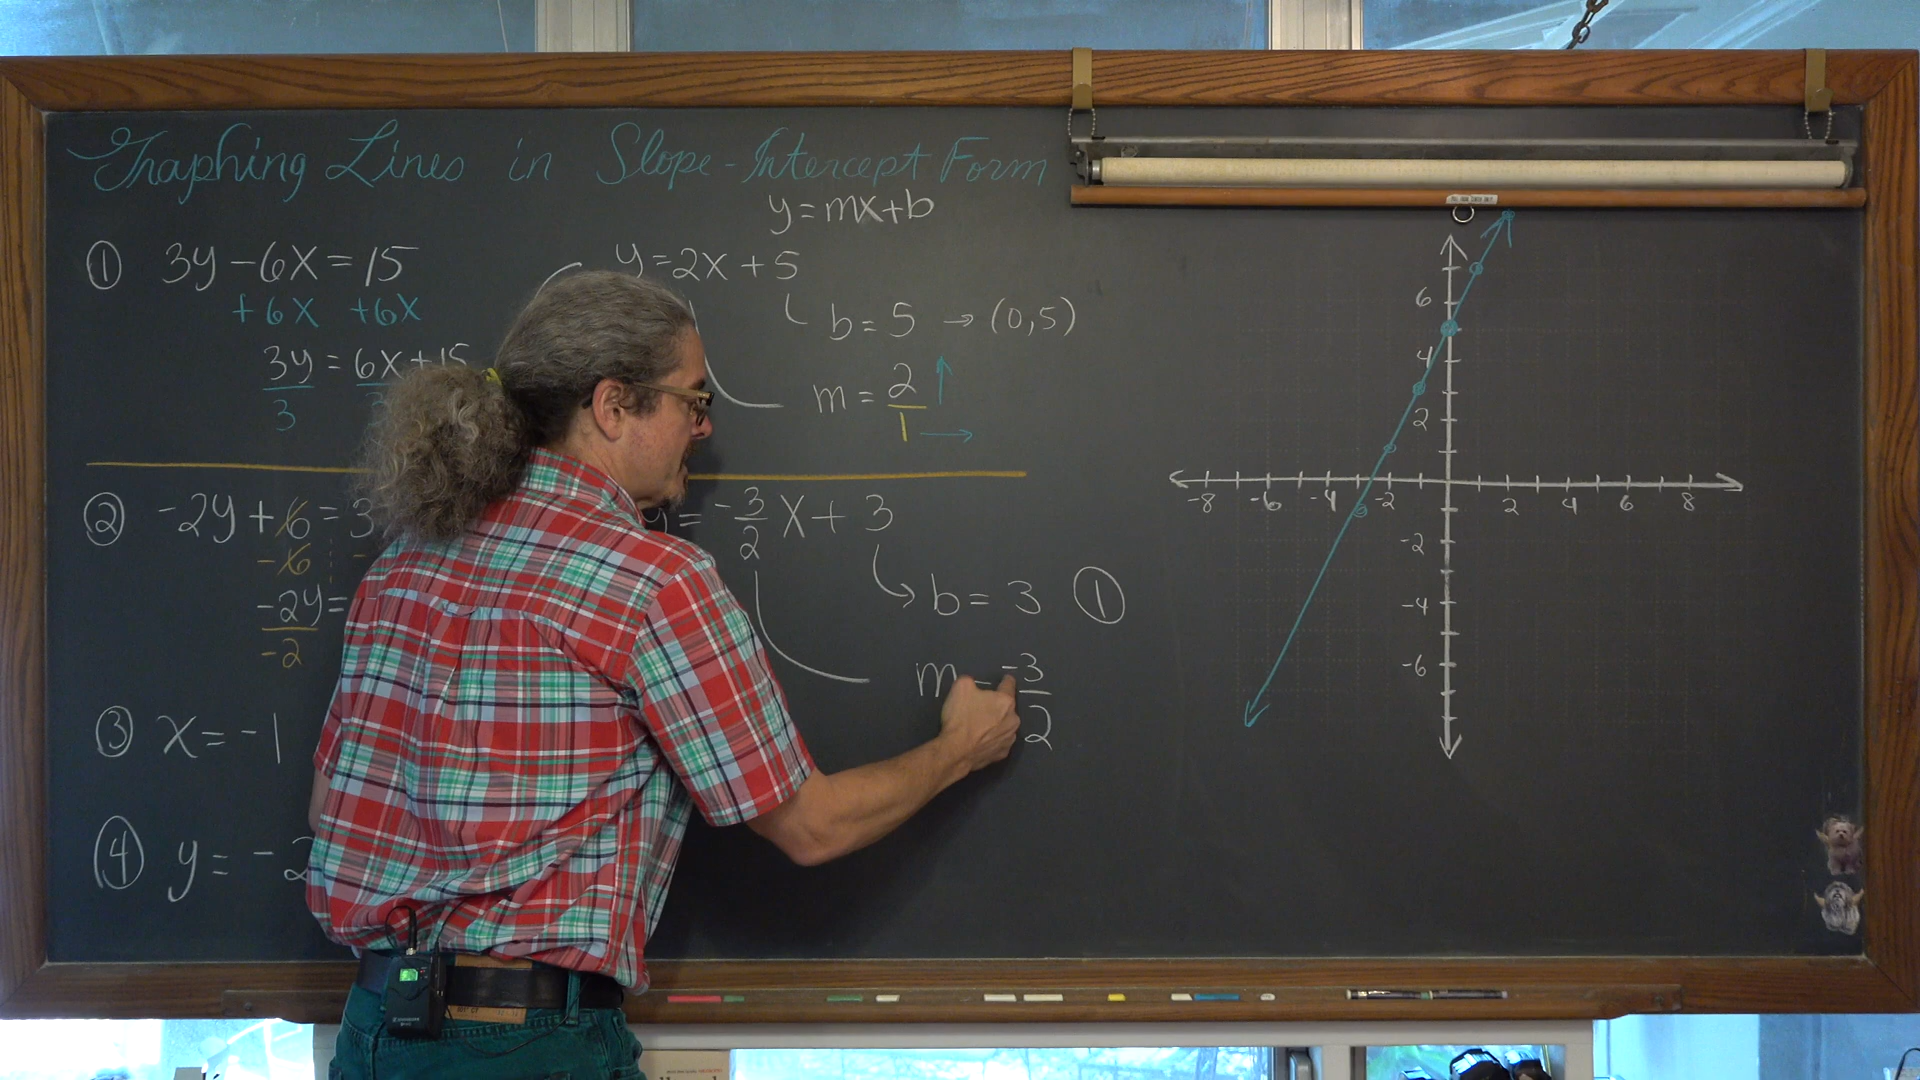 Graphing Lines in Slope-Intercept Form
y=mx+b
① 3y-6x=15
+6x +6x
3y = 6x+15
3
y=2x+5
b=5 → (0,5)
m = 2/1
② -2y+6=3
-6 -
-2y=
-2
y=-3/2 x+3
b=3 ①
m = -3/2
③ x=-1
④ y=-2
6
4
2
-8 -6 -4 -2 2 4 6 8
-2
-4
-6